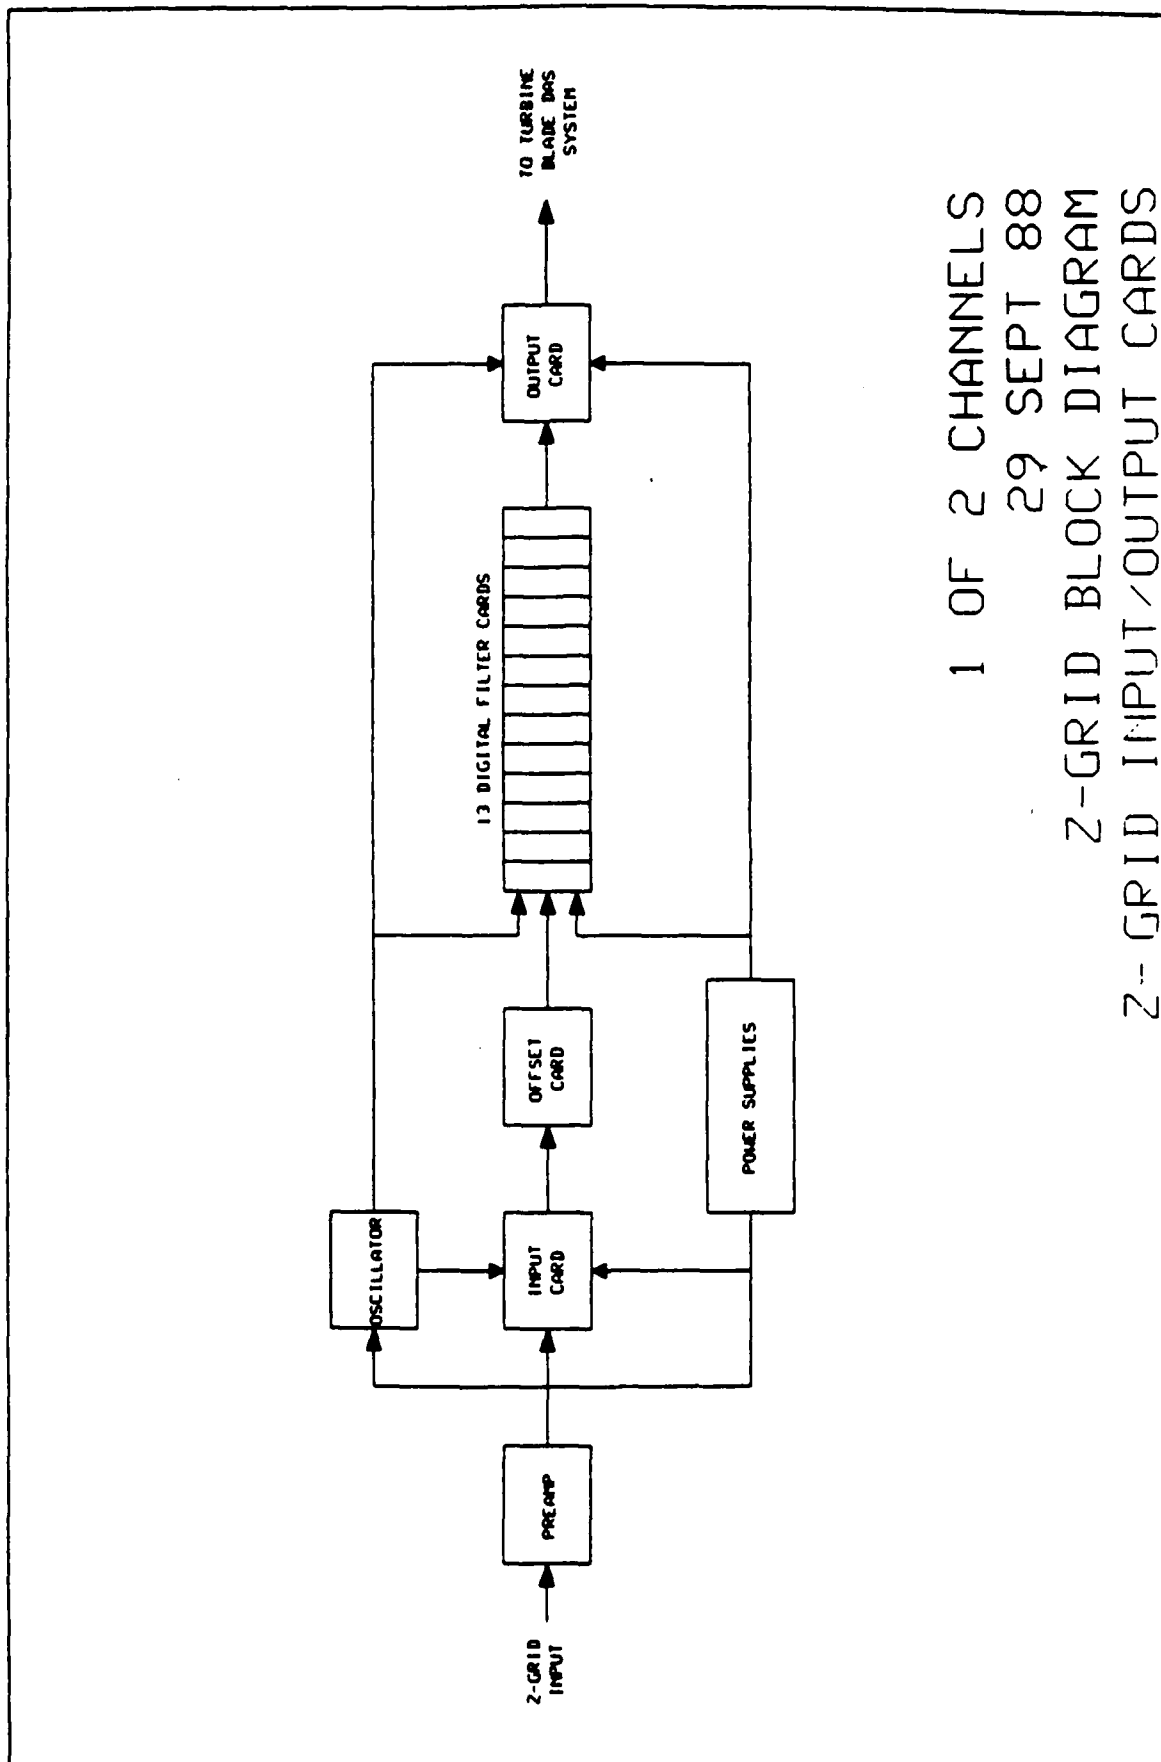 Z-GRID
INPUT
PREAMP
OSCILLATOR
INPUT
CARD
OFFSET
CARD
POWER SUPPLIES
13 DIGITAL FILTER CARDS
OUTPUT
CARD
TO TURBINE
BLADE DAS
SYSTEM
1 OF 2 CHANNELS
29 SEPT 88
Z-GRID BLOCK DIAGRAM
Z-GRID INPUT/OUTPUT CARDS